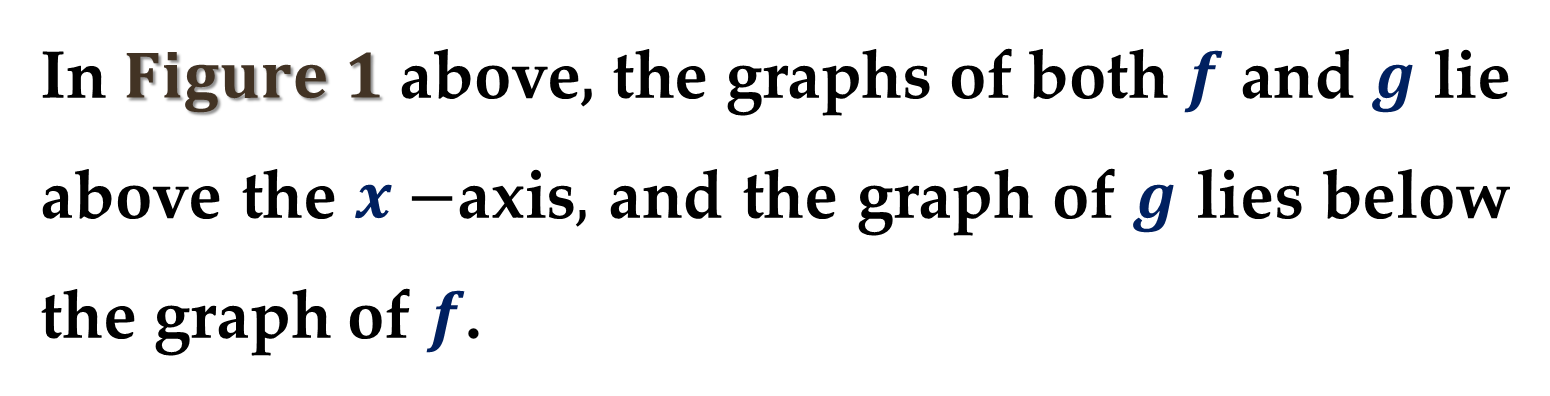 In Figure 1 above, the graphs of both f and g lie
above the x –axis, and the graph of g lies below
the graph of f.